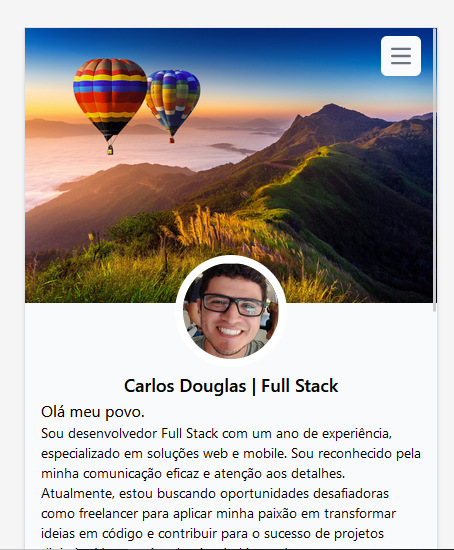 Carlos Douglas | Full Stack
Olá meu povo.
Sou desenvolvedor Full Stack com um ano de experiência,
especializado em soluções web e mobile. Sou reconhecido pela
minha comunicação eficaz e atenção aos detalhes.
Atualmente, estou buscando oportunidades desafiadoras
como freelancer para aplicar minha paixão em transformar
ideias em código e contribuir para o sucesso de projetos